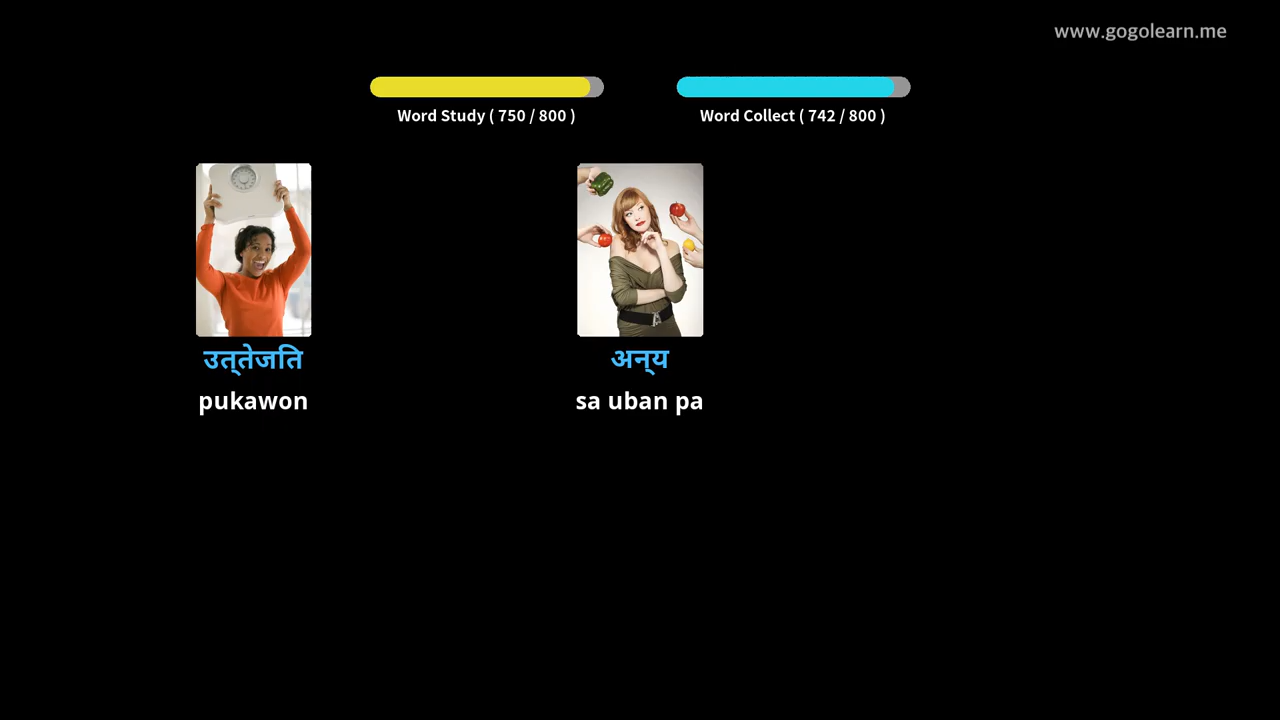 www.gogolearn.me
Word Study ( 750 / 800 )
Word Collect ( 742 / 800 )
उत्‌तेजति
pukawon
अन्‌य
sa uban pa